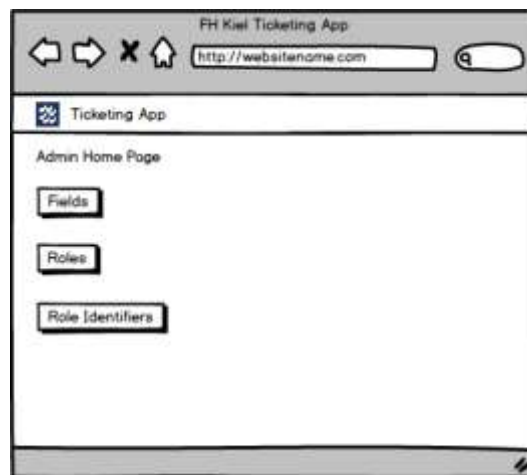 FH Kiel Ticketing App
http://websitename.com
Ticketing App
Admin Home Page
Fields
Roles
Role Identifiers